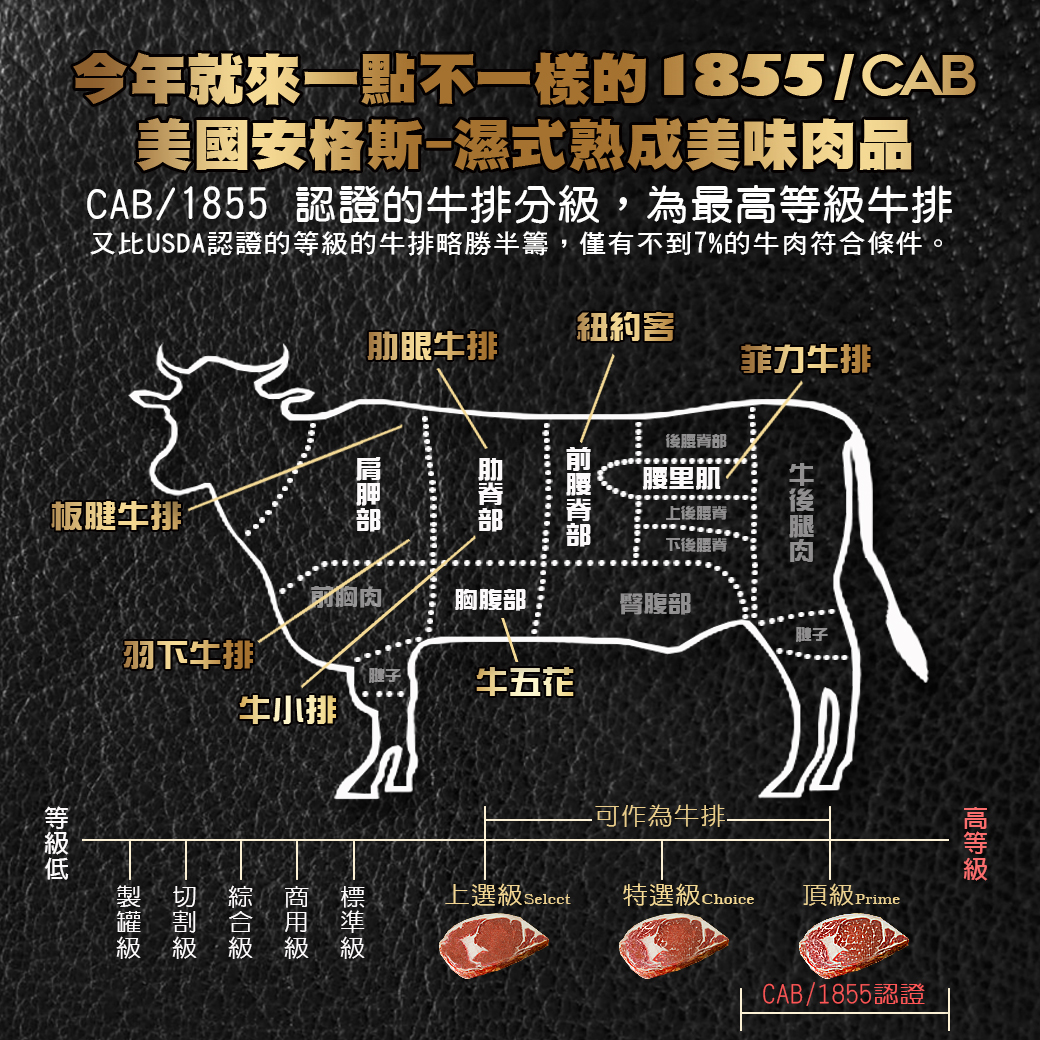 今年就來一點不一樣的1855/CAB
美國安格斯-濕式熟成美味肉品
CAB/1855 認證的牛排分級，為最高等級牛排
又比USDA認證的等級的牛排略勝半籌，僅有不到7%的牛肉符合條件。
紐約客
肋眼牛排
菲力牛排
後腰脊部
肩胛部
肋脊部
前腰脊部
腰里肌
牛後腿肉
板腱牛排
上後腰脊
下後腰脊
前胸肉
胸腹部
臀腹部
腱子
羽下牛排
腱子
牛五花
牛小排
等級低
可作為牛排
高等級
製罐級
切割級
綜合級
商用級
標準級
上選級Select
特選級Choice
頂級Prime
CAB/1855認證